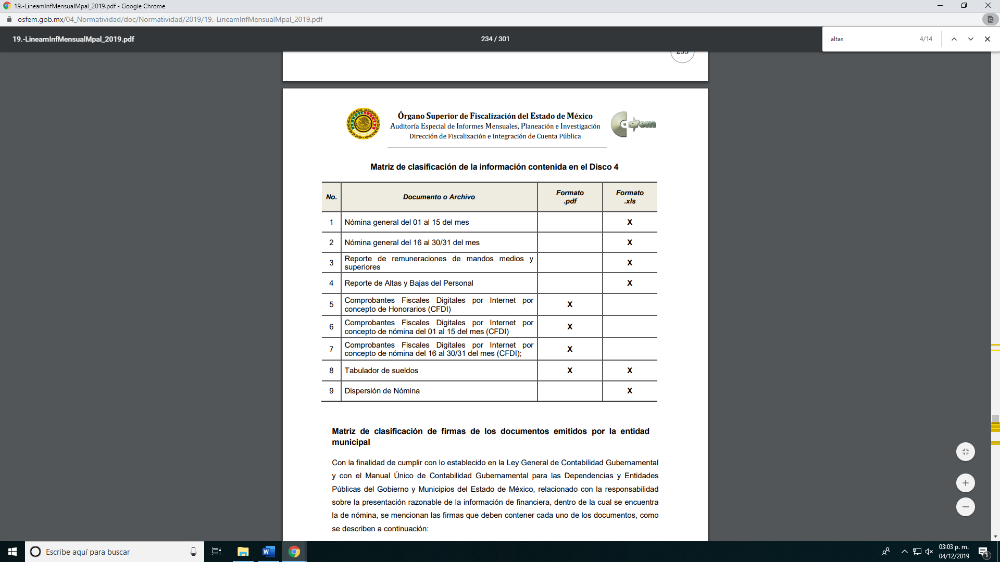 19.-LineamInfMensualMpal_2019.pdf - Google Chrome
osfem.gob.mx/04_Normatividad/doc/Normatividad/2019/19.-LineamInfMensualMpal_2019.pdf
19.-LineamInfMensualMpal_2019.pdf
234 / 301
altas
4/14
233
Órgano Superior de Fiscalización del Estado de México
Auditoría Especial de Informes Mensuales, Planeación e Investigación
Dirección de Fiscalización e Integración de Cuenta Pública
osfem
Matriz de clasificación de la información contenida en el Disco 4
No. Documento o Archivo Formato .pdf Formato .xls
1 Nómina general del 01 al 15 del mes X
2 Nómina general del 16 al 30/31 del mes X
3 Reporte de remuneraciones de mandos medios y
superiores X
4 Reporte de Altas y Bajas del Personal X
5 Comprobantes Fiscales Digitales por Internet por
concepto de Honorarios (CFDI) X
6 Comprobantes Fiscales Digitales por Internet por
concepto de nómina del 01 al 15 del mes (CFDI) X
7 Comprobantes Fiscales Digitales por Internet por
concepto de nómina del 16 al 30/31 del mes (CFDI); X
8 Tabulador de sueldos X X
9 Dispersión de Nómina X
Matriz de clasificación de firmas de los documentos emitidos por la entidad
municipal
Con la finalidad de cumplir con lo establecido en la Ley General de Contabilidad Gubernamental
y con el Manual Único de Contabilidad Gubernamental para las Dependencias y Entidades
Públicas del Gobierno y Municipios del Estado de México, relacionado con la responsabilidad
sobre la presentación razonable de la información de financiera, dentro de la cual se encuentra
la de nómina, se mencionan las firmas que deben contener cada uno de los documentos, como
se describen a continuación:
Escribe aquí para buscar
03:03 p. m.
04/12/2019
1